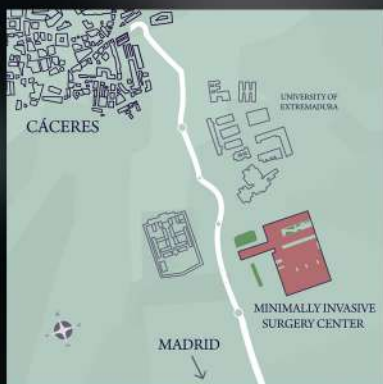 UNIVERSITY OF
EXTREMADURA
CÁCERES
MINIMALLY INVASIVE
SURGERY CENTER
MADRID